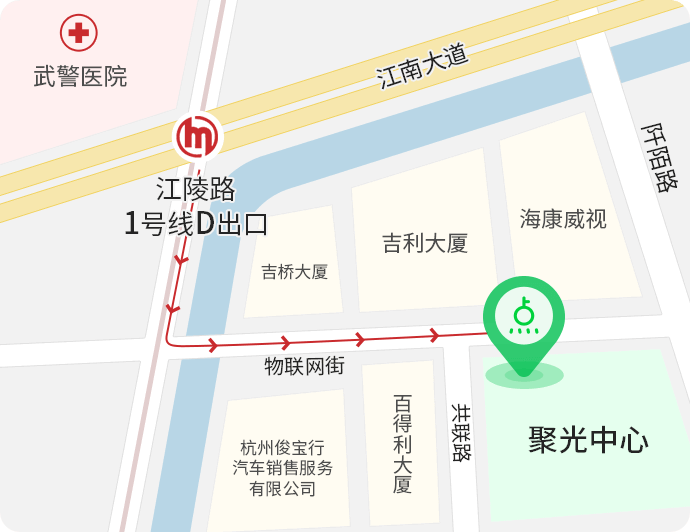 武警医院
江南大道
阡陌路
江陵路
1号线D出口
海康威视
吉利大厦
吉桥大厦
物联网街
百得利大厦
共联路
聚光中心
杭州俊宝行
汽车销售服务
有限公司